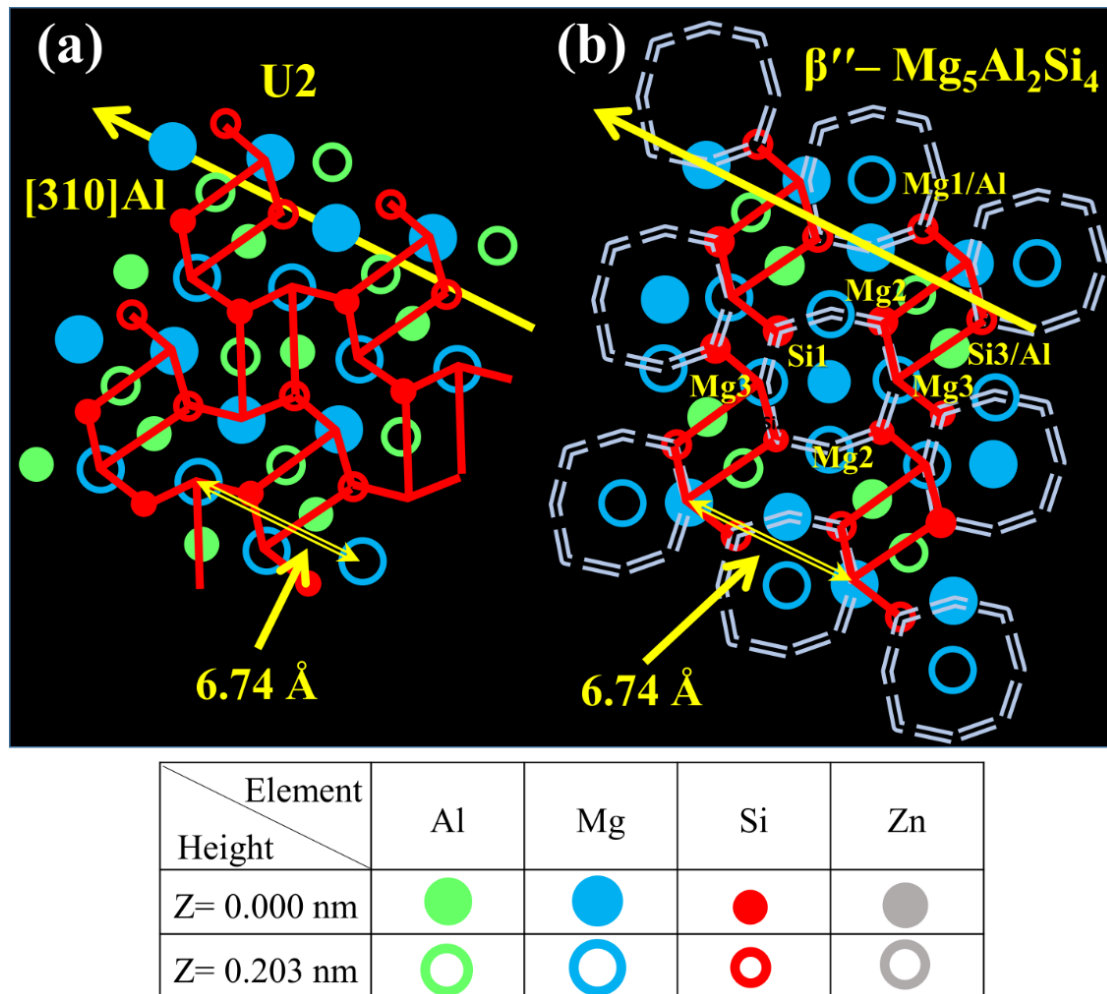 (a)
U2
[310]Al
6.74 Å
(b)
β″– Mg5Al2Si4
Mg1/Al
Mg2
Si1
Si3/Al
Mg3
Mg3
Si
Mg2
6.74 Å
Element
Height
Al
Mg
Si
Zn
Z= 0.000 nm
Z= 0.203 nm